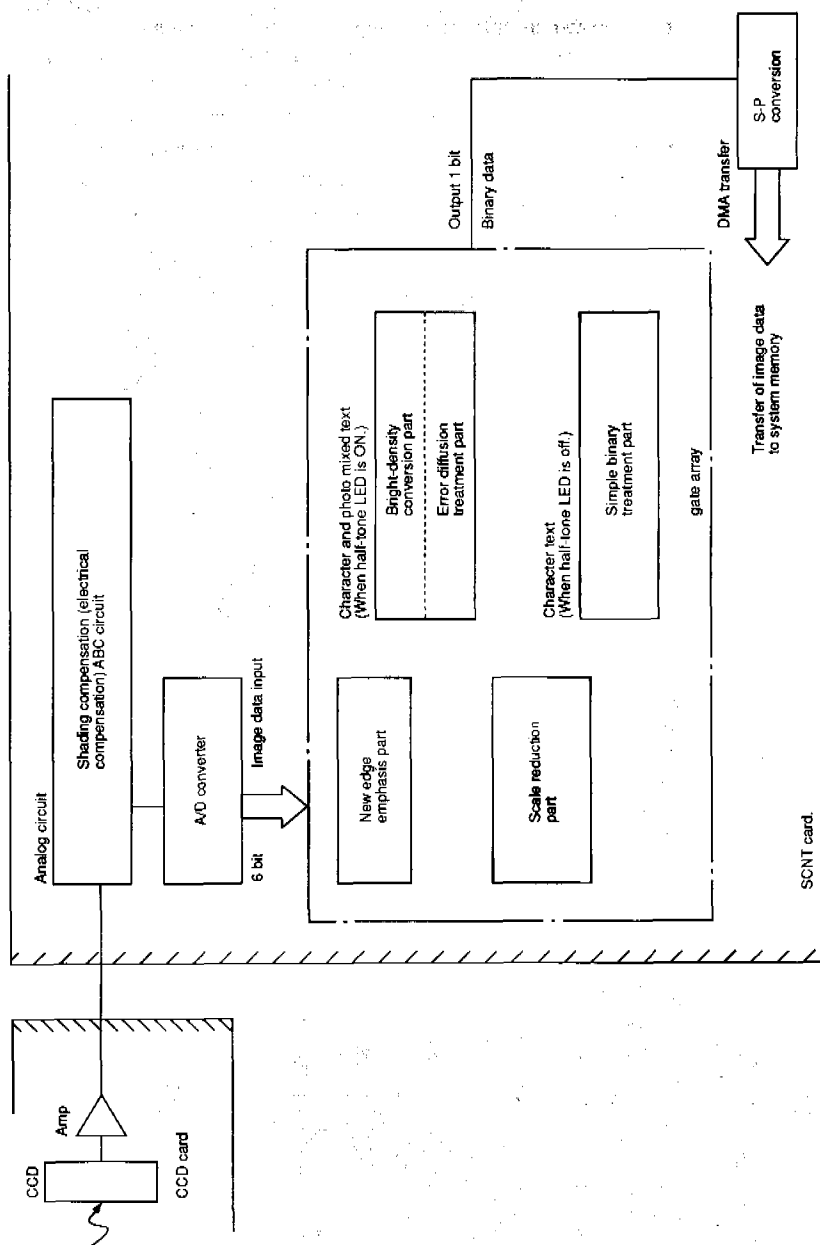 CCD
Amp
CCD card
Analog circuit
Shading compensation (electrical
compensation) ABC circuit
A/D converter
6 bit
Image data input
New edge
emphasis part
Scale reduction
part
Character and photo mixed text
(When half-tone LED is ON.)
Bright-density
conversion part
Error diffusion
treatment part
Character text
(When half-tone LED is off.)
Simple binary
treatment part
gate array
Output 1 bit
Binary data
S-P
conversion
DMA transfer
Transfer of image data
to system memory
SCNT card.